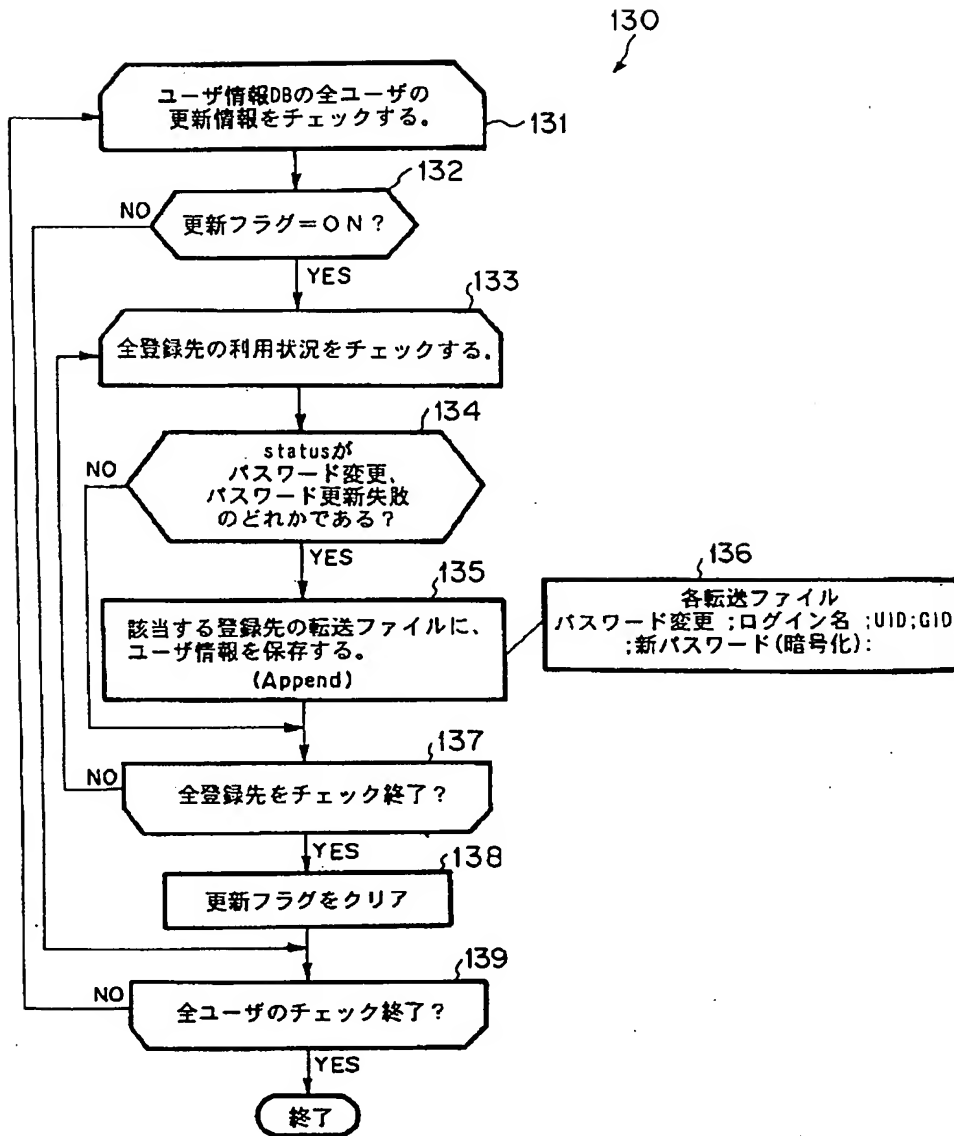 130
ユーザ情報DBの全ユーザの
更新情報をチェックする。
131
132
更新フラグ=ON?
NO
YES
133
全登録先の利用状況をチェックする。
134
statusが
パスワード変更、
パスワード更新失敗
のどれかである?
NO
YES
135
該当する登録先の転送ファイルに、
ユーザ情報を保存する。
(Append)
136
各転送ファイル
パスワード変更 ;ログイン名 ;UID;GID
;新パスワード(暗号化):
137
全登録先をチェック終了?
NO
YES
138
更新フラグをクリア
139
全ユーザのチェック終了?
NO
YES
終了